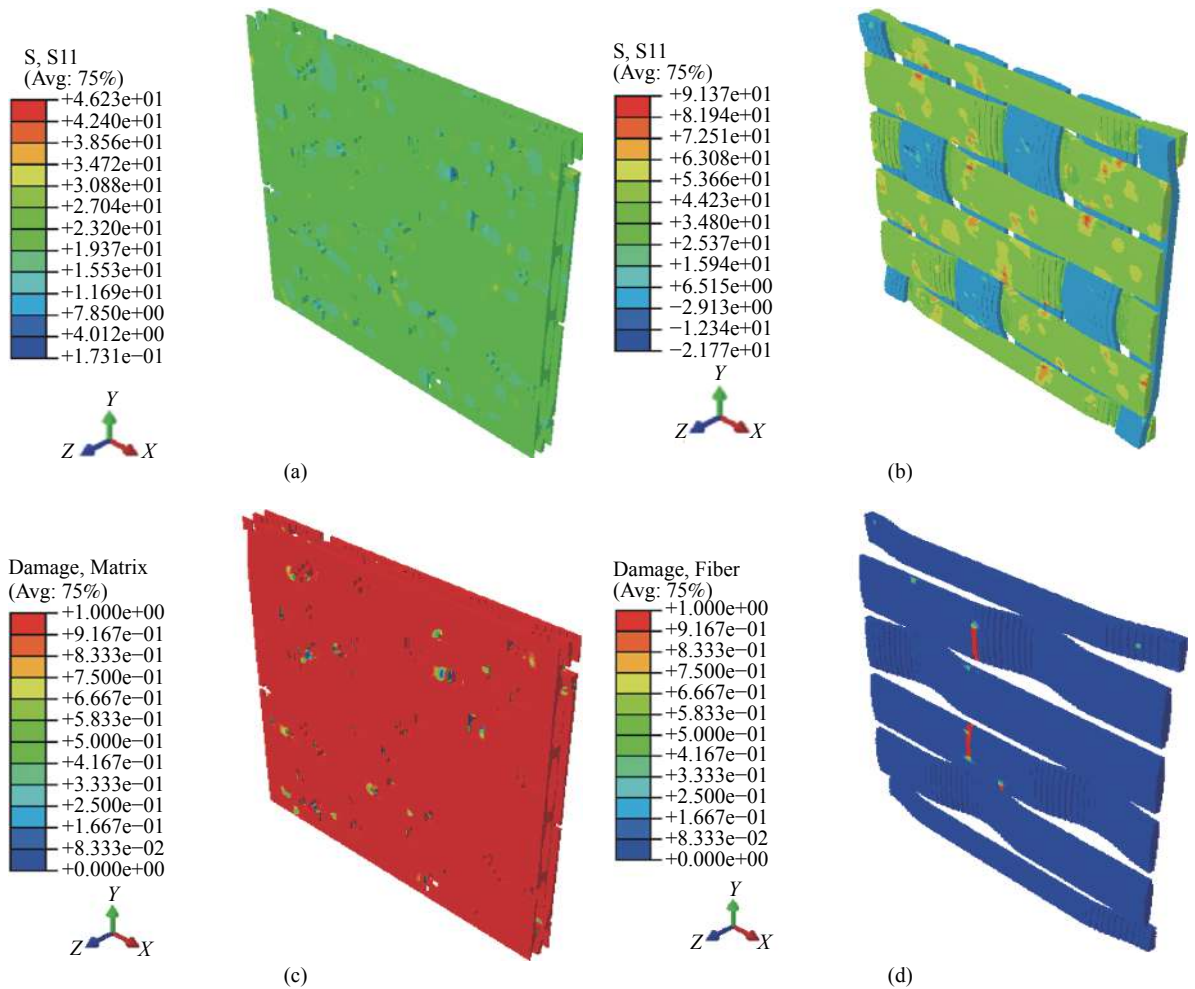 S, S11
(Avg: 75%)
+4.623e+01
+4.240e+01
+3.856e+01
+3.472e+01
+3.088e+01
+2.704e+01
+2.320e+01
+1.937e+01
+1.553e+01
+1.169e+01
+7.850e+00
+4.012e+00
+1.731e−01
Y
Z X
(a)
S, S11
(Avg: 75%)
+9.137e+01
+8.194e+01
+7.251e+01
+6.308e+01
+5.366e+01
+4.423e+01
+3.480e+01
+2.537e+01
+1.594e+01
+6.515e+00
−2.913e+00
−1.234e+01
−2.177e+01
Y
Z X
(b)
Damage, Matrix
(Avg: 75%)
+1.000e+00
+9.167e−01
+8.333e−01
+7.500e−01
+6.667e−01
+5.833e−01
+5.000e−01
+4.167e−01
+3.333e−01
+2.500e−01
+1.667e−01
+8.333e−02
+0.000e+00
Y
Z X
(c)
Damage, Fiber
(Avg: 75%)
+1.000e+00
+9.167e−01
+8.333e−01
+7.500e−01
+6.667e−01
+5.833e−01
+5.000e−01
+4.167e−01
+3.333e−01
+2.500e−01
+1.667e−01
+8.333e−02
+0.000e+00
Y
Z X
(d)